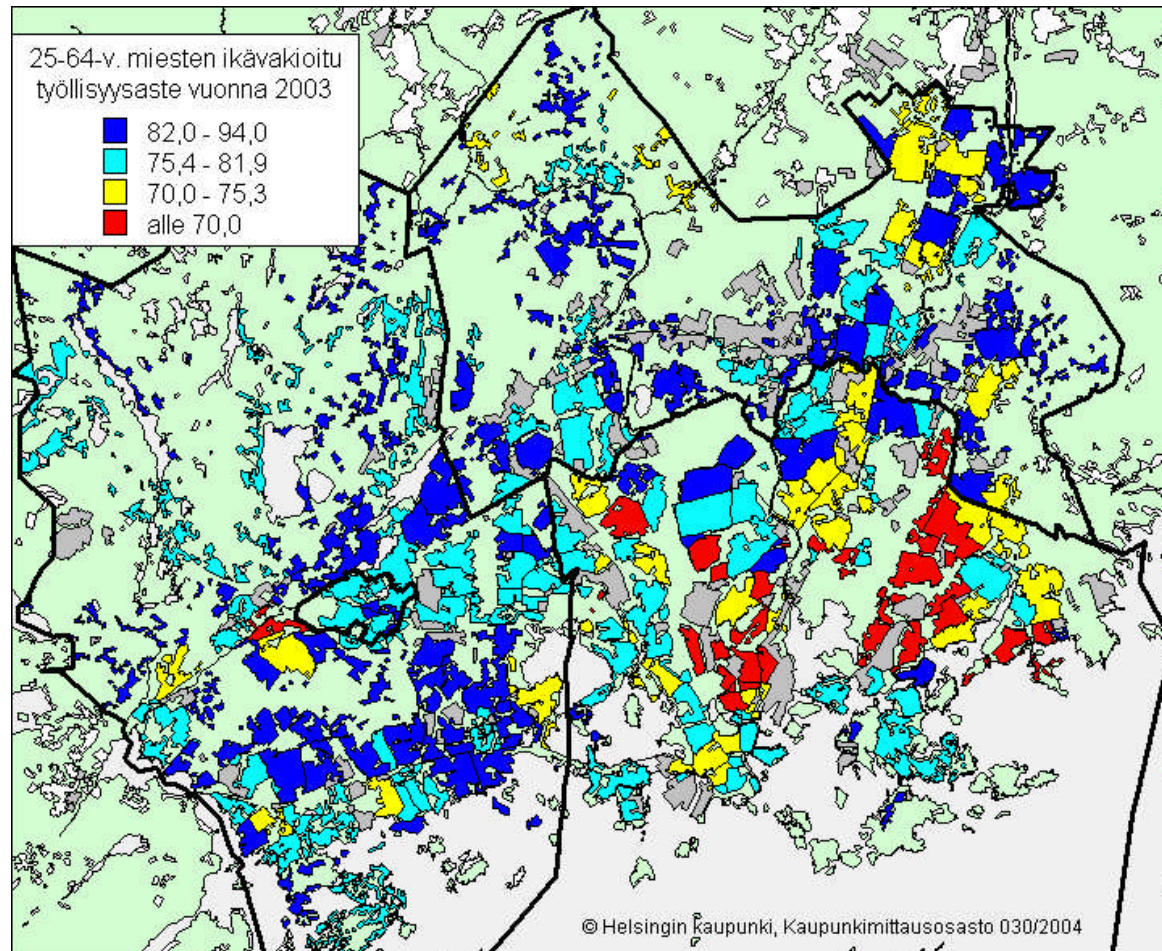 25-64-v. miesten ikävakioitu
työllisyysaste vuonna 2003
82,0 - 94,0
75,4 - 81,9
70,0 - 75,3
alle 70,0
© Helsingin kaupunki, Kaupunkimittausosasto 030/2004